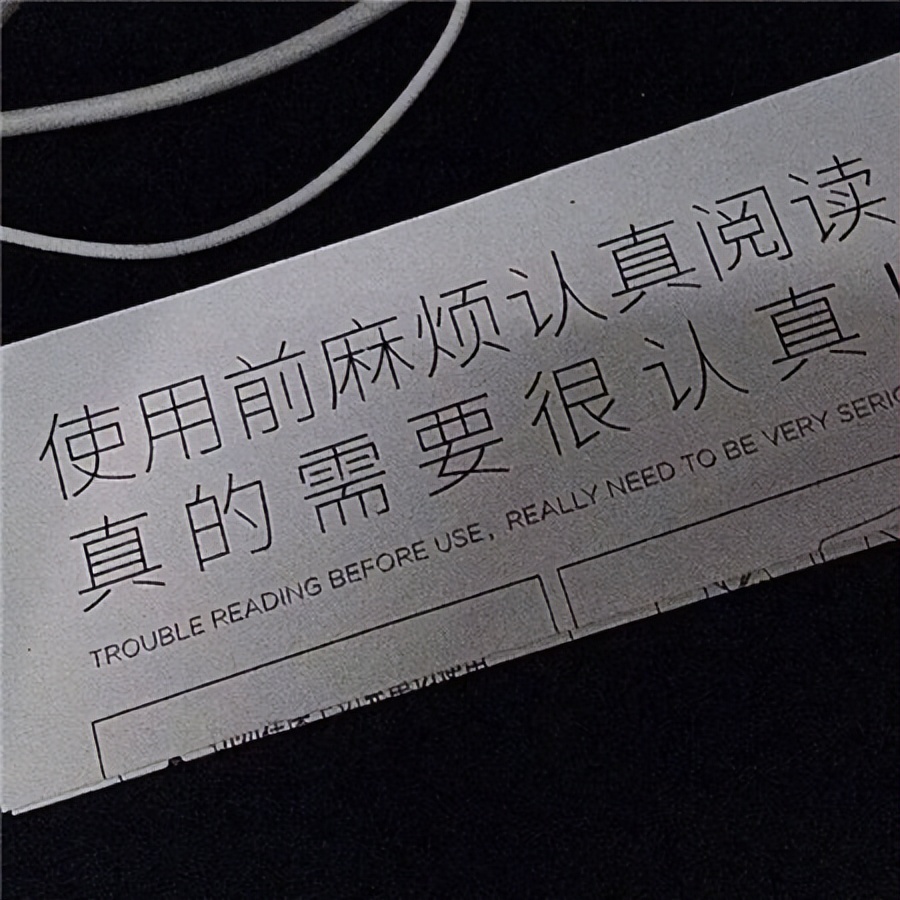 使用前麻烦认真阅读
真的需要很认真！
TROUBLE READING BEFORE USE, REALLY NEED TO BE VERY